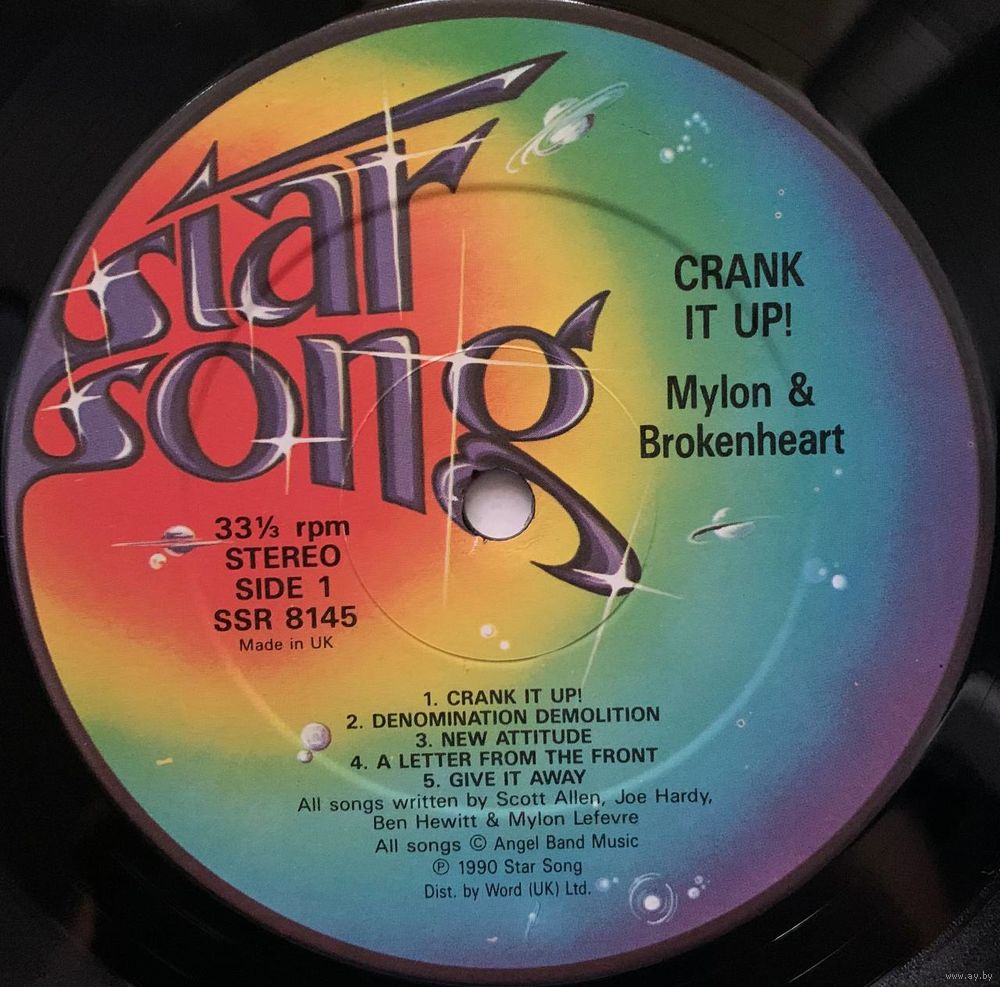 star
song
CRANK
IT UP!
Mylon &
Brokenheart
33⅓ rpm
STEREO
SIDE 1
SSR 8145
Made in UK
1. CRANK IT UP!
2. DENOMINATION DEMOLITION
3. NEW ATTITUDE
4. A LETTER FROM THE FRONT
5. GIVE IT AWAY
All songs written by Scott Allen, Joe Hardy,
Ben Hewitt & Mylon Lefevre
All songs © Angel Band Music
℗ 1990 Star Song
Dist. by Word (UK) Ltd.
www.ay.by